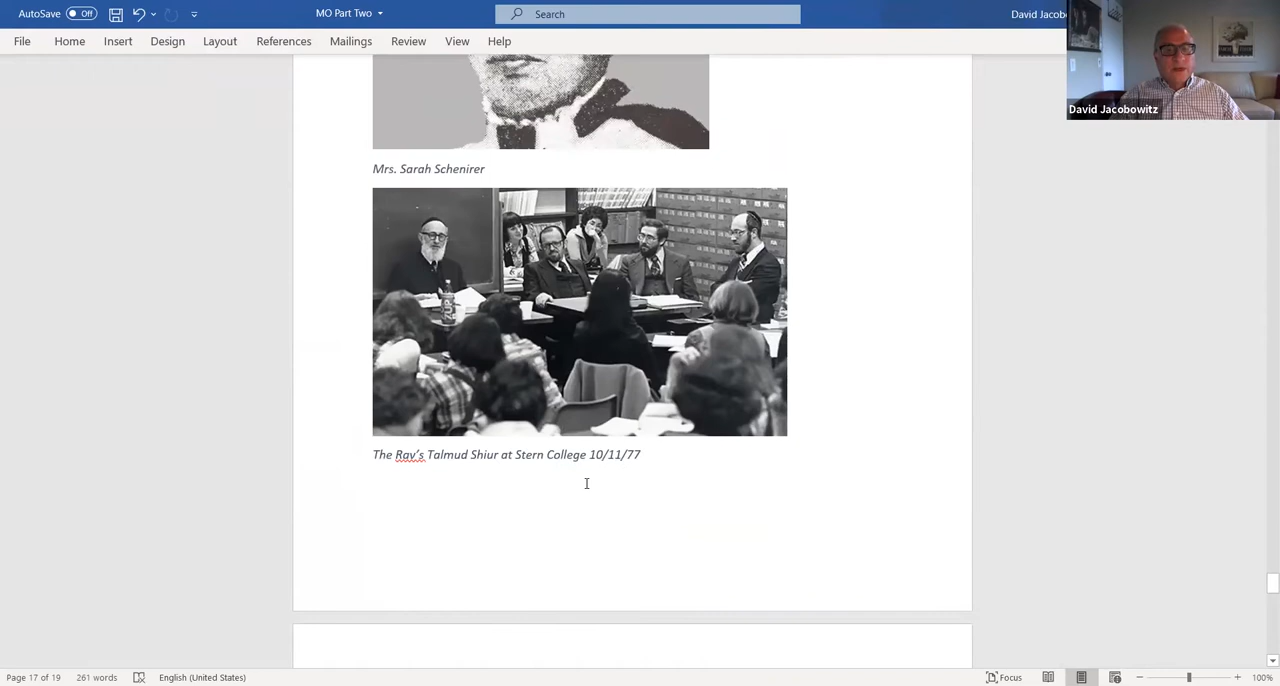 AutoSave Off MO Part Two Search David Jacob
File Home Insert Design Layout References Mailings Review View Help
David Jacobowitz
Mrs. Sarah Schenirer
The Rav's Talmud Shiur at Stern College 10/11/77
Page 17 of 19 261 words English (United States) Focus 100%